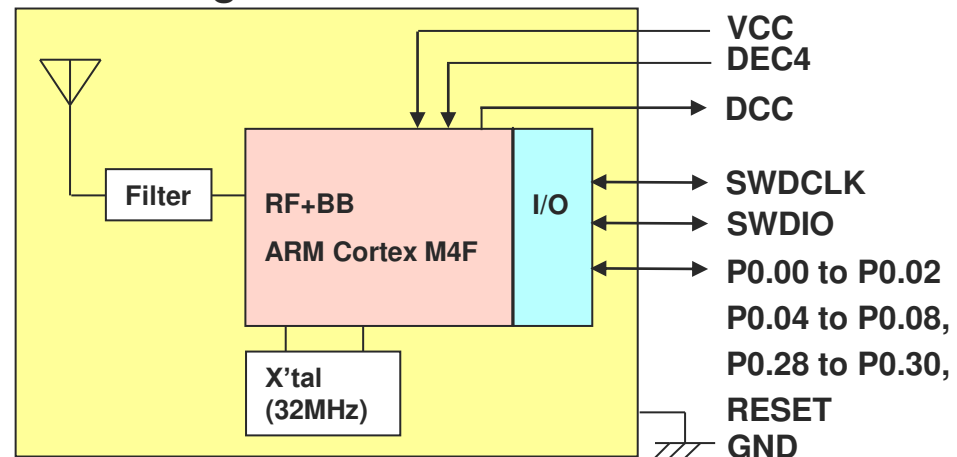 VCC
DEC4
DCC
Filter
RF+BB
ARM Cortex M4F
I/O
SWDCLK
SWDIO
P0.00 to P0.02
P0.04 to P0.08,
P0.28 to P0.30,
X'tal
(32MHz)
RESET
GND